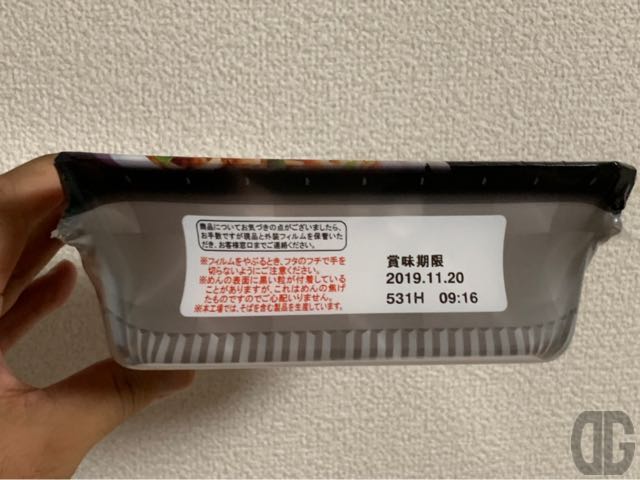 商品についてお気づきの点がございましたら、
お手数ですが現品と外装フィルムを保管いた
だき、お客様窓口までご連絡ください。
※フィルムをやぶるとき、フタのフチで手を
切らないようにご注意ください。
※めんの表面に黒い粒が付着している
ことがありますが、これはめんの焦げ
たものですのでご心配いりません。
※本工場では、そばを含む製品を生産しています。
賞味期限
2019.11.20
531H 09:16
DG